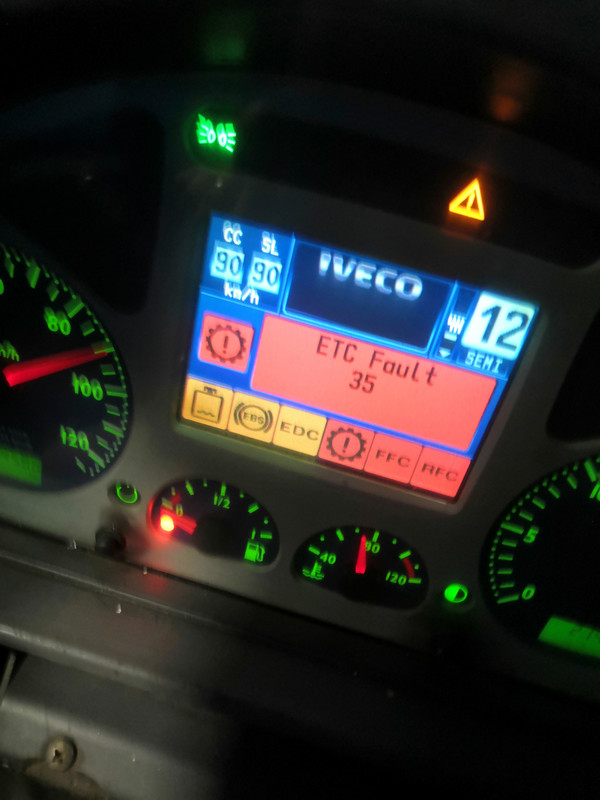 CC SL
90 90
km/h
IVECO
12
SEMI
ETC Fault
35
EBS
EDC
FFC
RFC
80
100
120
1/2
40
90
120
5
0